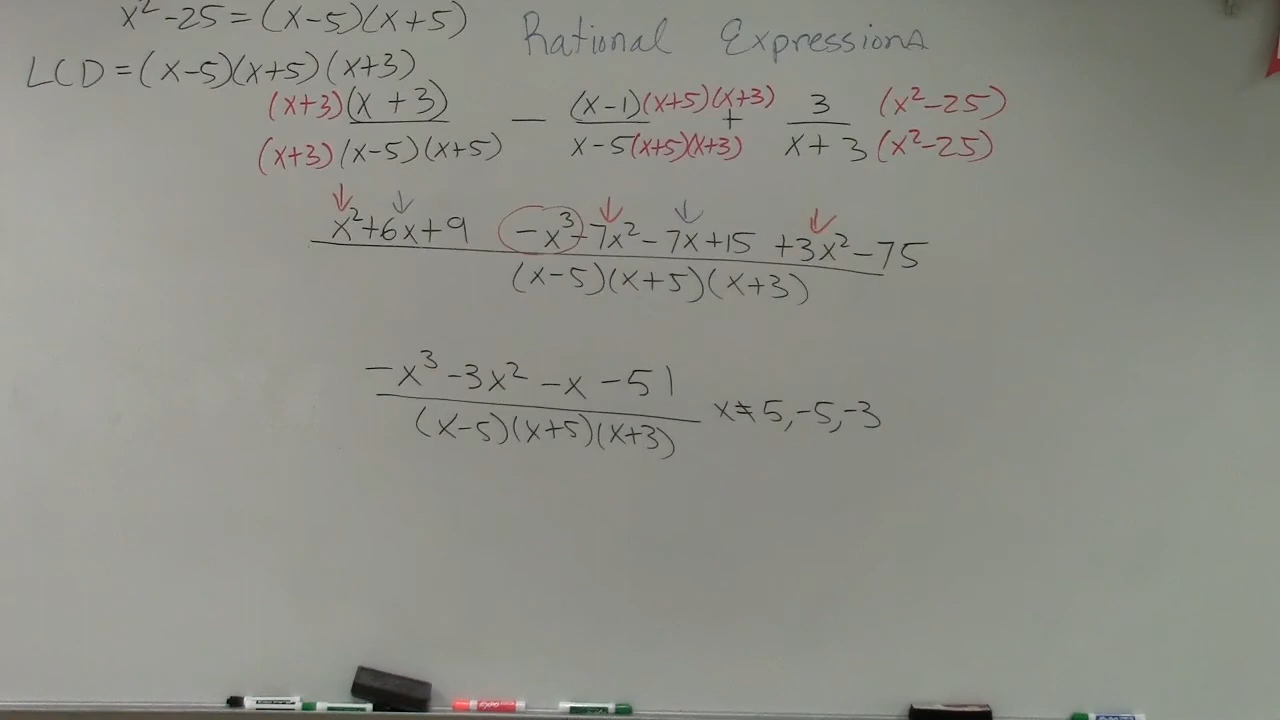 x² -25 = (x-5)(x+5)
Rational Expressions
LCD = (x-5)(x+5)(x+3)
(x+3)(x+3) / (x+3)(x-5)(x+5) − (x-1)(x+5)(x+3) / x-5(x+5)(x+3) + 3 (x²-25) / x+3 (x²-25)
x²+6x+9 -x³-7x²-7x+15 +3x²-75
(x-5)(x+5)(x+3)
-x³-3x²-x-51
(x-5)(x+5)(x+3)
x≠5,-5,-3
EXPO